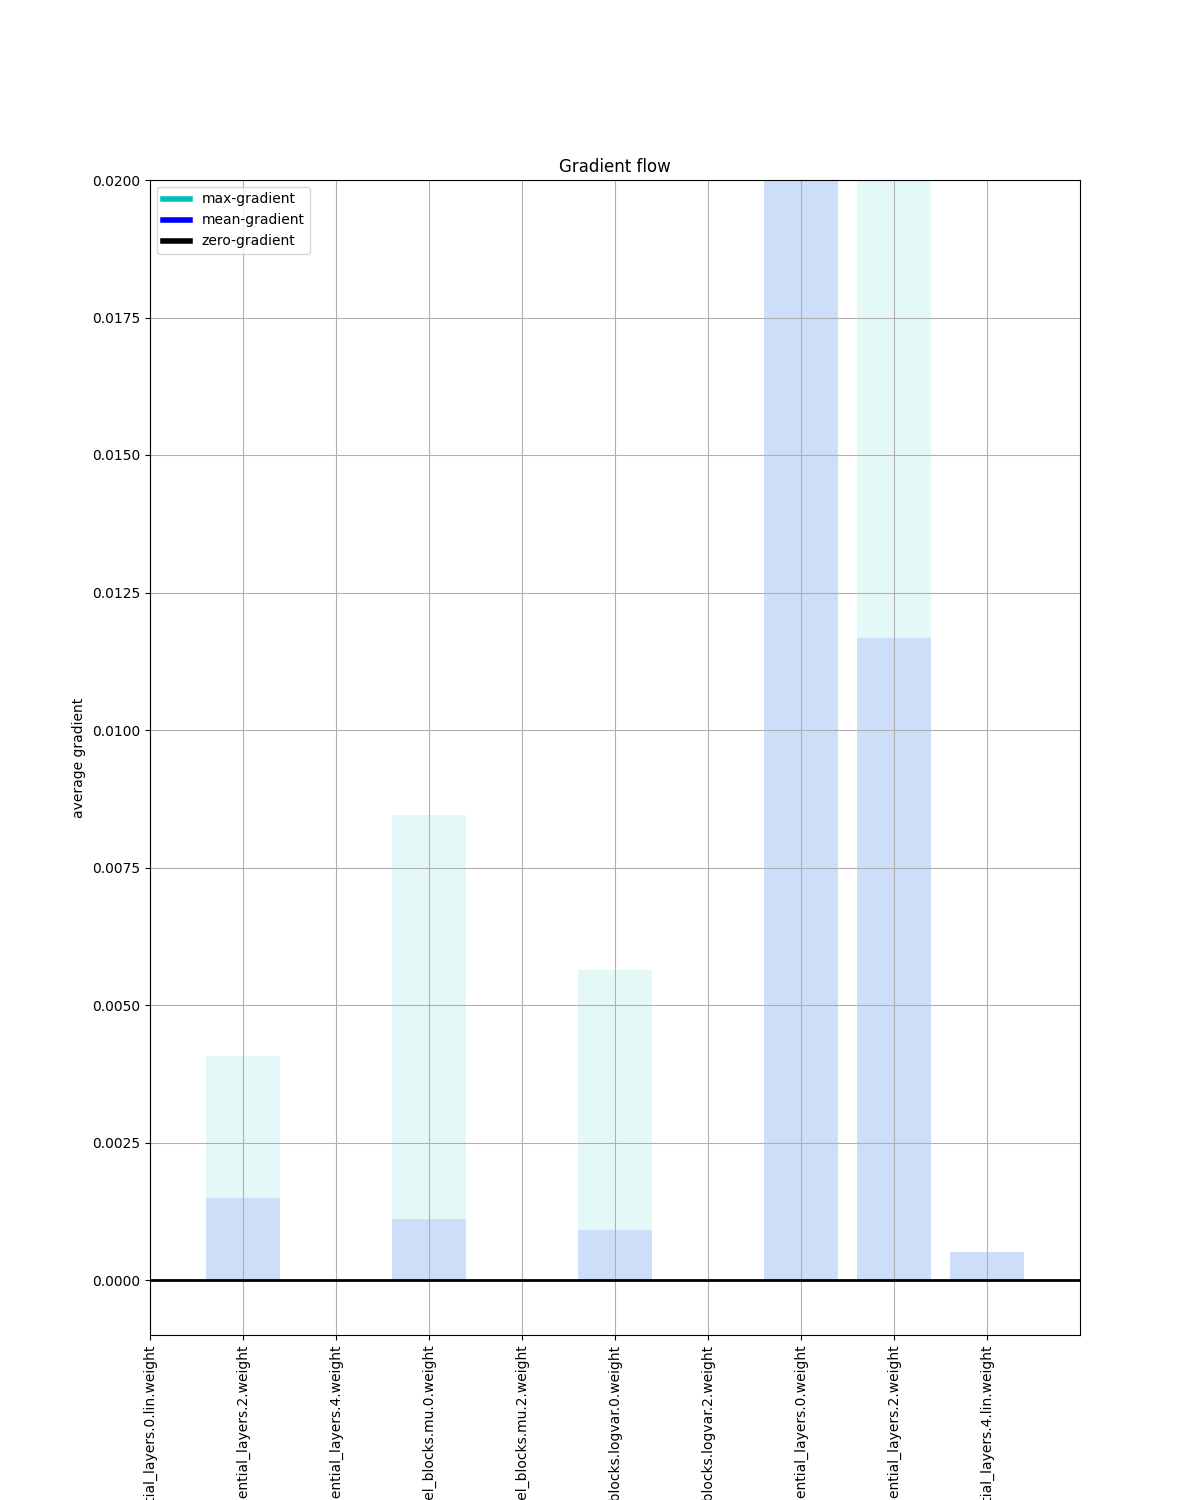 Gradient flow
max-gradient
mean-gradient
zero-gradient
0.0200
0.0175
0.0150
0.0125
0.0100
0.0075
0.0050
0.0025
0.0000
average gradient
tial_layers.0.lin.weight
ential_layers.2.weight
ential_layers.4.weight
el_blocks.mu.0.weight
el_blocks.mu.2.weight
blocks.logvar.0.weight
blocks.logvar.2.weight
ential_layers.0.weight
ential_layers.2.weight
tial_layers.4.lin.weight